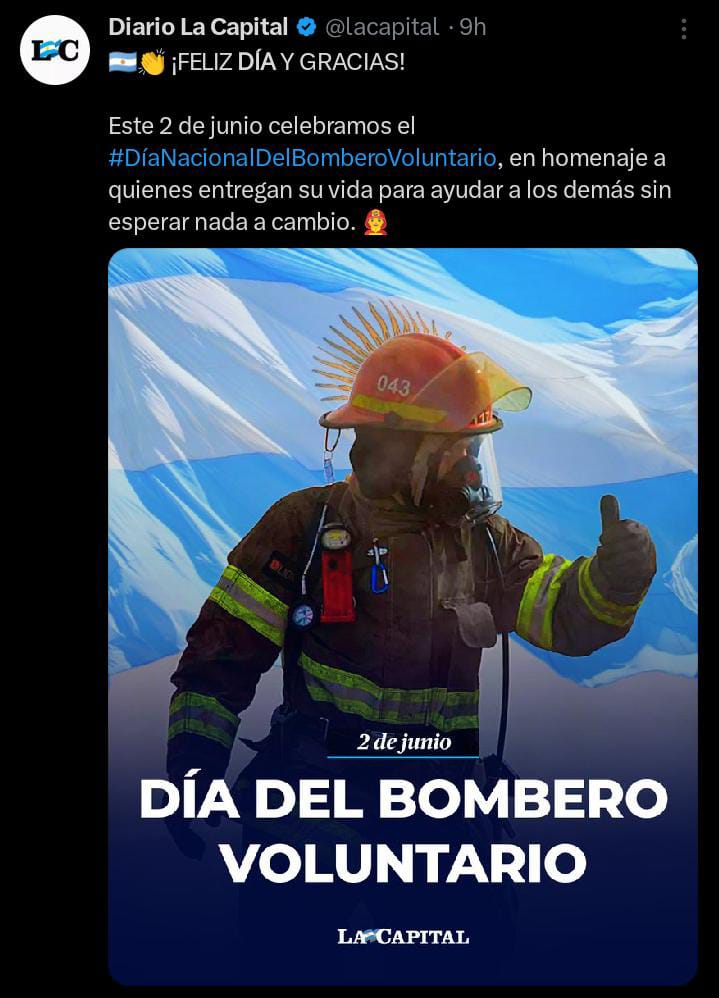 Diario La Capital @lacapital · 9h
LC
🇦🇷👏 ¡FELIZ DÍA Y GRACIAS!
Este 2 de junio celebramos el
#DíaNacionalDelBomberoVoluntario, en homenaje a
quienes entregan su vida para ayudar a los demás sin
esperar nada a cambio. 🧑‍🚒
043
2 de junio
DÍA DEL BOMBERO
VOLUNTARIO
LA CAPITAL